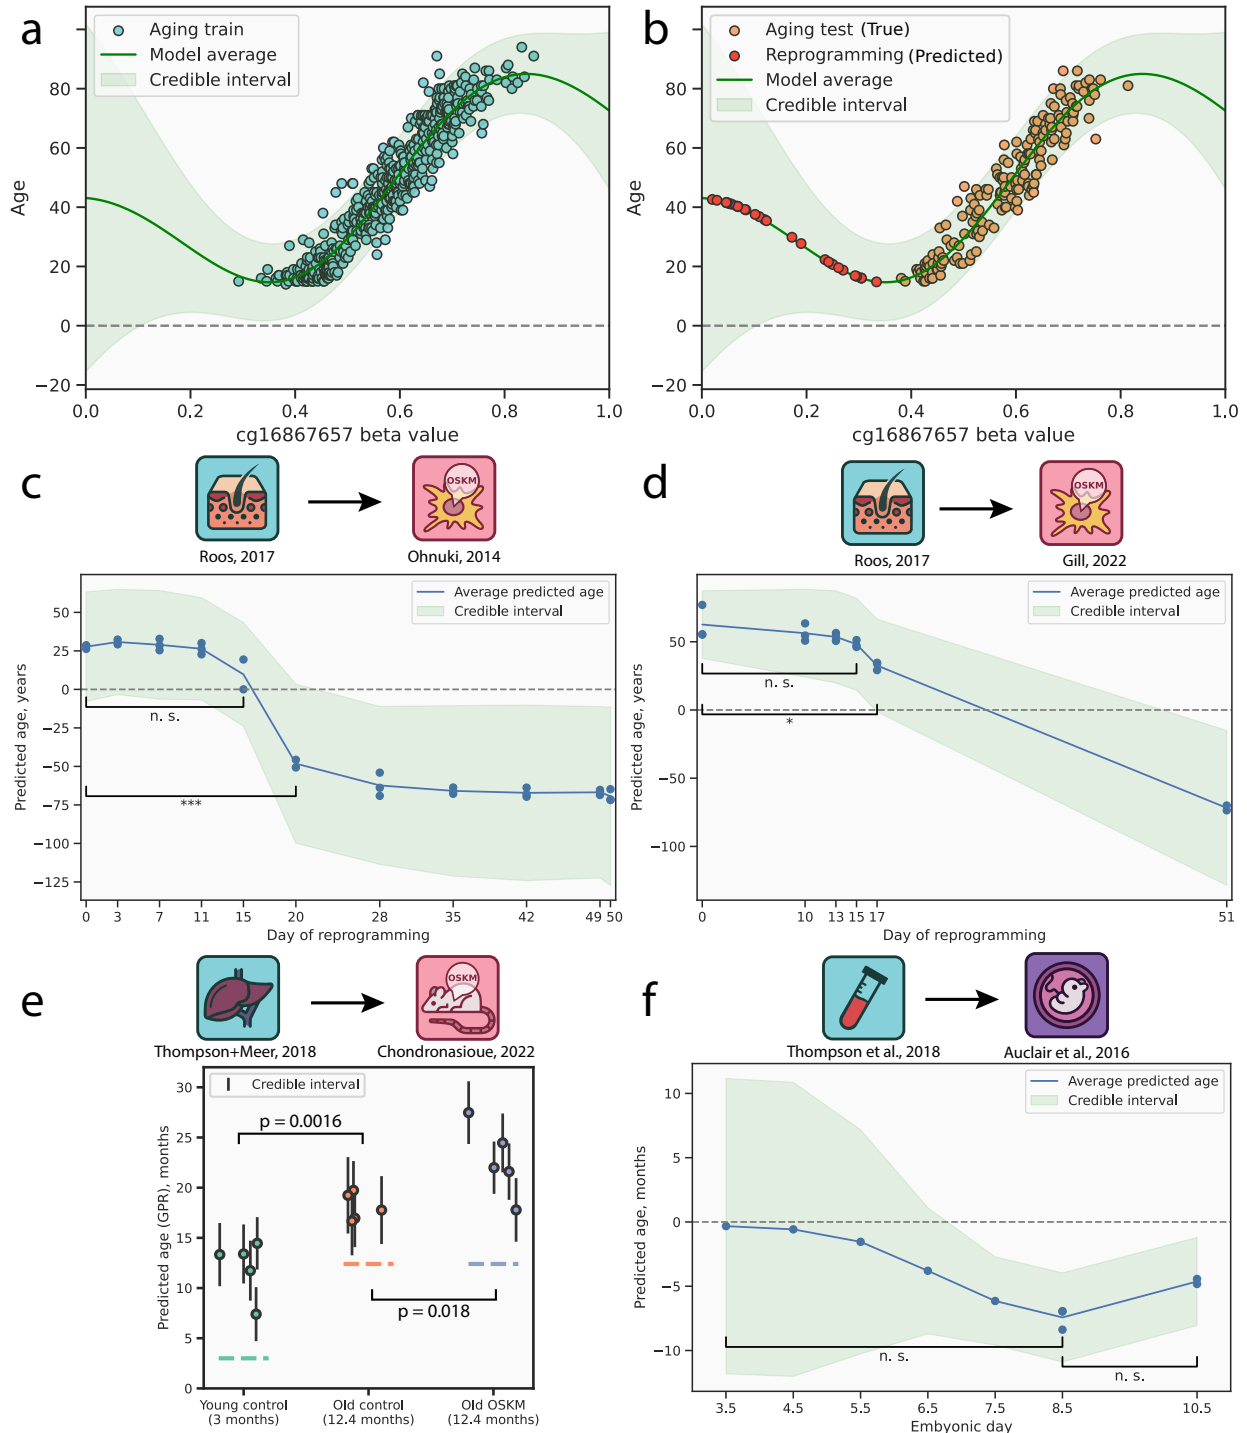 a
Aging train
Model average
Credible interval
Age
80
60
40
20
0
−20
0.0 0.2 0.4 0.6 0.8 1.0
cg16867657 beta value
b
Aging test (True)
Reprogramming (Predicted)
Model average
Credible interval
Age
80
60
40
20
0
−20
0.0 0.2 0.4 0.6 0.8 1.0
cg16867657 beta value
c
OSKM
Roos, 2017
Ohnuki, 2014
Average predicted age
Credible interval
Predicted age, years
50
25
0
−25
−50
−75
−100
−125
n. s.
***
0 3 7 11 15 20 28 35 42 49 50
Day of reprogramming
d
OSKM
Roos, 2017
Gill, 2022
Average predicted age
Credible interval
Predicted age, years
50
0
−50
−100
n. s.
*
0 10 13 15 17 51
Day of reprogramming
e
OSKM
Thompson+Meer, 2018
Chondronasioue, 2022
Credible interval
Predicted age (GPR), months
30
25
20
15
10
5
0
p = 0.0016
p = 0.018
Young control
(3 months)
Old control
(12.4 months)
Old OSKM
(12.4 months)
f
Thompson et al., 2018
Auclair et al., 2016
Average predicted age
Credible interval
Predicted age, months
10
5
0
−5
−10
n. s.
n. s.
3.5 4.5 5.5 6.5 7.5 8.5 10.5
Embyonic day